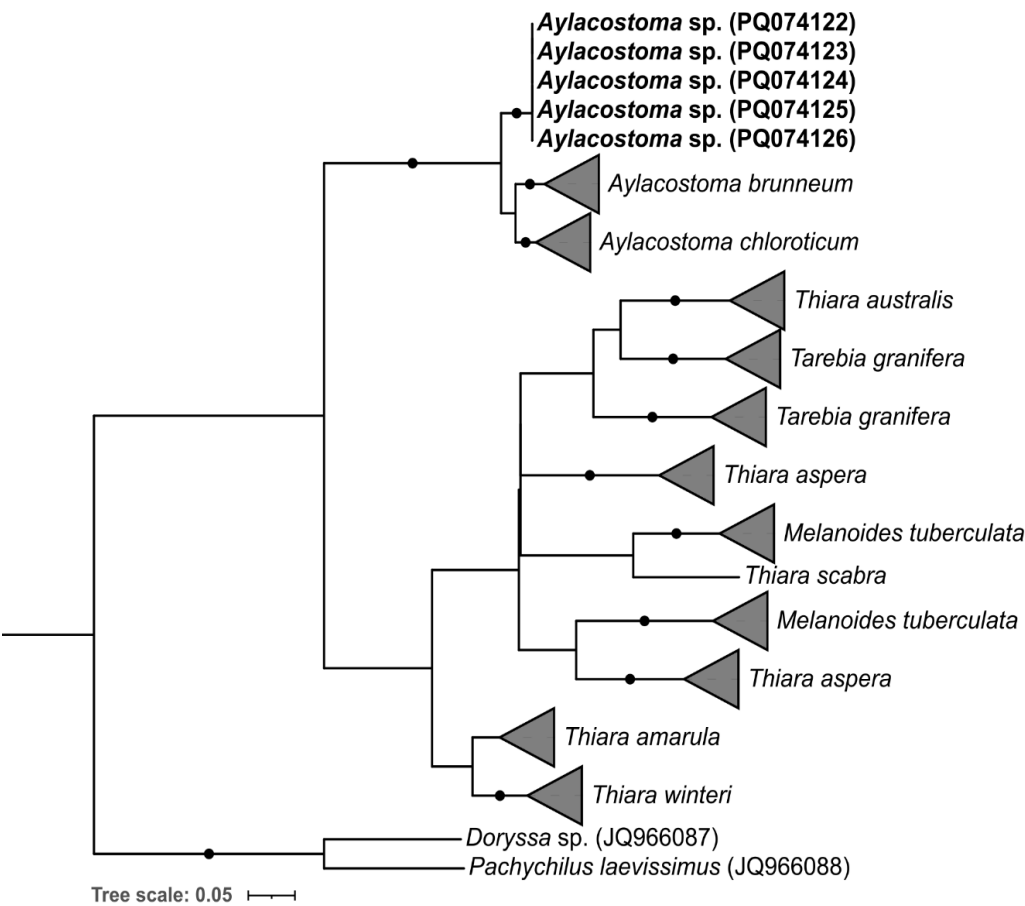 Aylacostoma sp. (PQ074122)
Aylacostoma sp. (PQ074123)
Aylacostoma sp. (PQ074124)
Aylacostoma sp. (PQ074125)
Aylacostoma sp. (PQ074126)
Aylacostoma brunneum
Aylacostoma chloroticum
Thiara australis
Tarebia granifera
Tarebia granifera
Thiara aspera
Melanoides tuberculata
Thiara scabra
Melanoides tuberculata
Thiara aspera
Thiara amarula
Thiara winteri
Doryssa sp. (JQ966087)
Pachychilus laevissimus (JQ966088)
Tree scale: 0.05